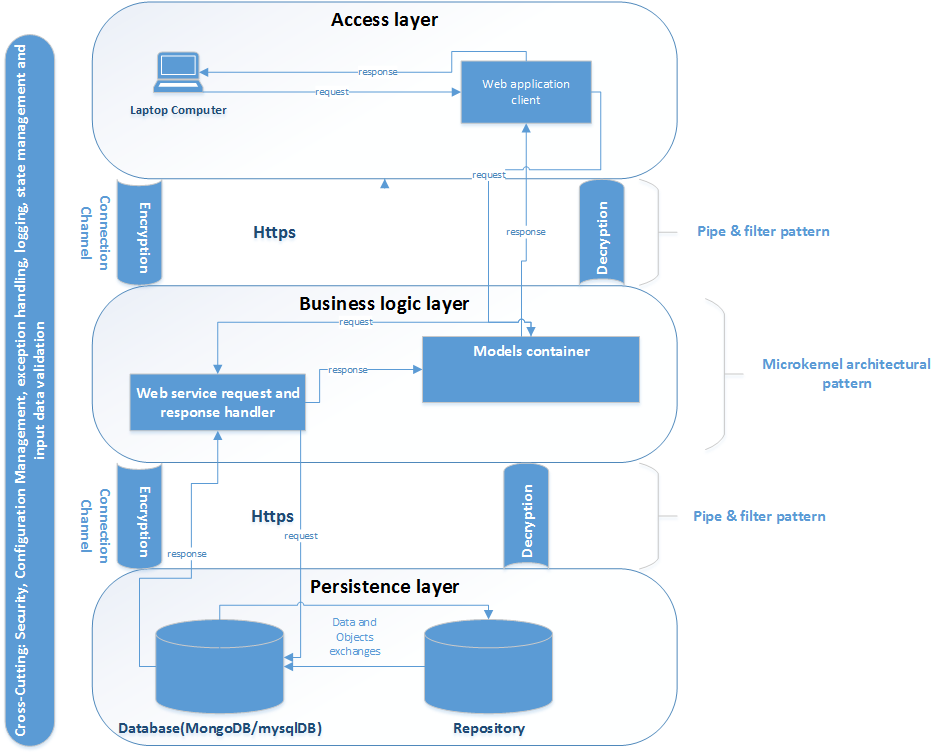 Access layer
response
request
Laptop Computer
Web application
client
request
Connection
Channel
Encryption
Https
response
Decryption
Pipe & filter pattern
Business logic layer
request
Models container
response
Web service request and
response handler
Microkernel architectural
pattern
Connection
Channel
Encryption
Https
request
response
Decryption
Pipe & filter pattern
Persistence layer
Data and
Objects
exchanges
Database(MongoDB/mysqlDB)
Repository
Cross-Cutting: Security, Configuration Management, exception handling, logging, state management and
input data validation